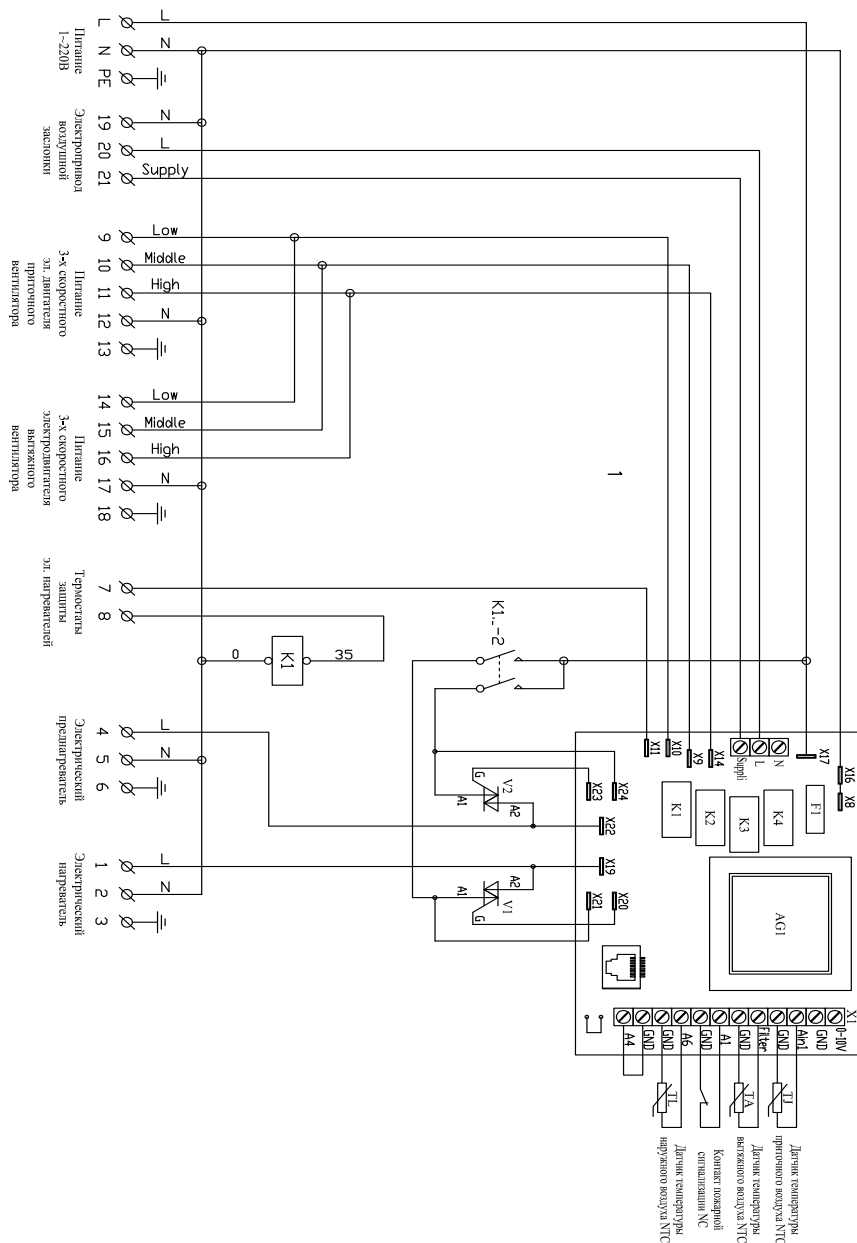 L
L
N
N
PE
Питание
1~220В
19
N
20
L
21
Supply
Электропривод
воздушной
заслонки
9
Low
10
Middle
11
High
12
N
13
Питание
3-х скоростного
эл. двигателя
приточного
вентилятора
14
Low
15
Middle
16
High
17
N
18
Питание
3-х скоростного
электродвигателя
вытяжного
вентилятора
7
8
Термостаты
защиты
эл. нагревателей
0
K1
35
4
L
5
N
6
Электрический
преднагреватель
1
L
2
N
3
Электрический
нагреватель
1
K1.-2
G
V2
A1
A2
A2
A1
V1
G
X11
X10
X9
X14
Suppli
L
N
X17
X16
X8
X23
X24
X22
X19
X21
X20
K1
K2
K3
K4
F1
AG1
X1
A4
GND
GND
A6
GND
A1
GND
Filter
GND
Ain1
GND
0-10V
TL
TA
TJ
Датчик температуры
приточного воздуха NTC
Датчик температуры
вытяжного воздуха NTC
Контакт пожарной
сигнализации NC
Датчик температуры
наружного воздуха NTC